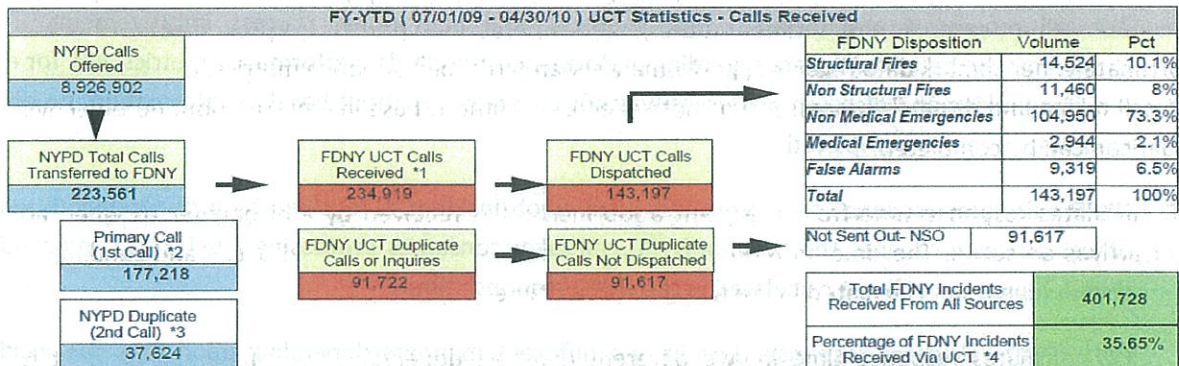 FY-YTD ( 07/01/09 - 04/30/10 ) UCT Statistics - Calls Received
NYPD Calls
Offered
8,926,902
NYPD Total Calls
Transferred to FDNY
223,561
Primary Call
(1st Call) *2
177,218
NYPD Duplicate
(2nd Call) *3
37,624
FDNY UCT Calls
Received *1
234,919
FDNY UCT Duplicate
Calls or Inquires
91,722
FDNY UCT Calls
Dispatched
143,197
FDNY UCT Duplicate
Calls Not Dispatched
91,617
FDNY Disposition Volume Pct
Structural Fires 14,524 10.1%
Non Structural Fires 11,460 8%
Non Medical Emergencies 104,950 73.3%
Medical Emergencies 2,944 2.1%
False Alarms 9,319 6.5%
Total 143,197 100%
Not Sent Out- NSO 91,617
Total FDNY Incidents
Received From All Sources
401,728
Percentage of FDNY Incidents
Received Via UCT *4
35.65%